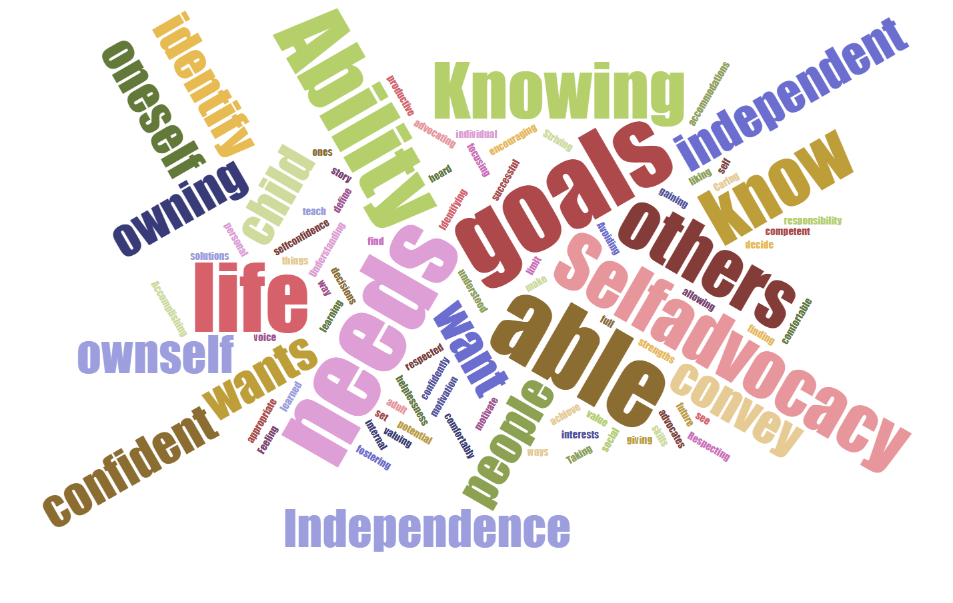 identify
oneself
Ability
Knowing
independent
productive
advocating
individual
encouraging
Striving
accommodations
focusing
goals
know
ones
story
define
heard
successful
self
liking
Caring
gaining
owning
child
teach
selfconfidence
personal
Understanding
Identifying
find
needs
Avoiding
others
responsibility
competent
decide
solutions
things
way
decisions
learning
life
voice
Accomplishing
understood
limit
make
Selfadvocacy
allowing
finding
comfortable
ownself
wants
want
able
full
strengths
convey
respected
confidently
motivation
helplessness
learned
appropriate
Feeling
confident
adult
set
potential
internal
valuing
fostering
comfortably
motivate
people
achieve
value
interests
social
ways
Taking
giving
skills
advocates
future
see
Respecting
Independence